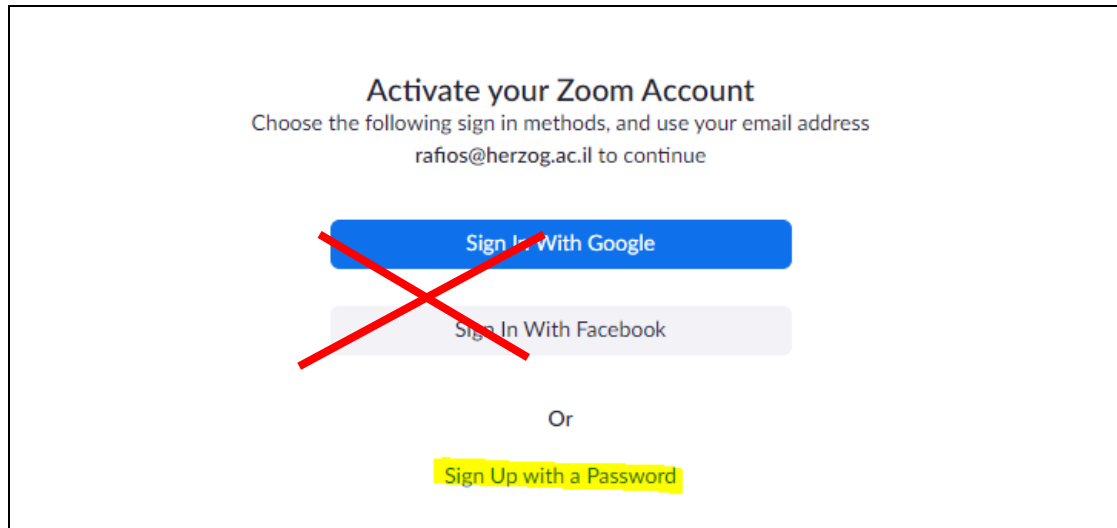 Activate your Zoom Account
Choose the following sign in methods, and use your email address
rafios@herzog.ac.il to continue
Sign In With Google
Sign In With Facebook
Or
Sign Up with a Password